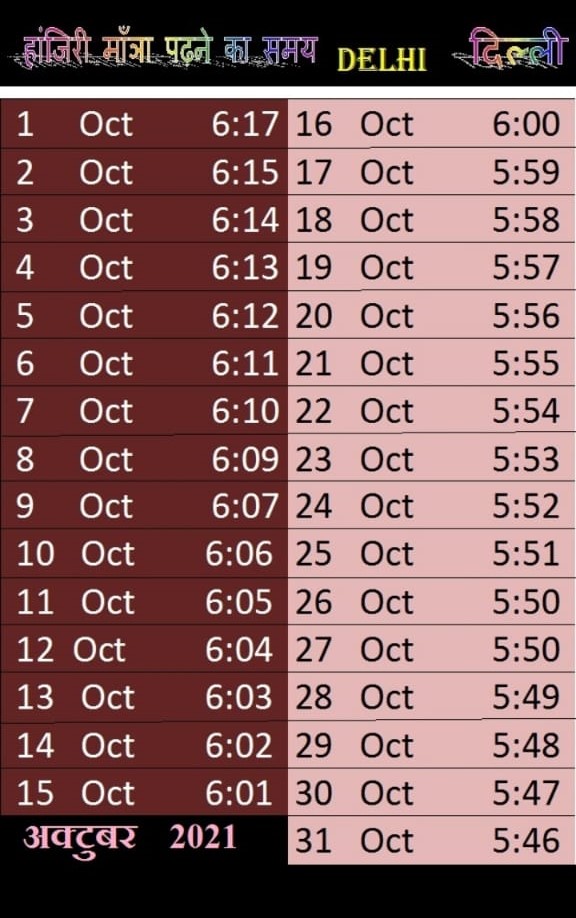 हांजिरी माँत्रा पढ़ने का समय DELHI दिल्ली
1 Oct 6:17
2 Oct 6:15
3 Oct 6:14
4 Oct 6:13
5 Oct 6:12
6 Oct 6:11
7 Oct 6:10
8 Oct 6:09
9 Oct 6:07
10 Oct 6:06
11 Oct 6:05
12 Oct 6:04
13 Oct 6:03
14 Oct 6:02
15 Oct 6:01
अक्टुबर 2021
16 Oct 6:00
17 Oct 5:59
18 Oct 5:58
19 Oct 5:57
20 Oct 5:56
21 Oct 5:55
22 Oct 5:54
23 Oct 5:53
24 Oct 5:52
25 Oct 5:51
26 Oct 5:50
27 Oct 5:50
28 Oct 5:49
29 Oct 5:48
30 Oct 5:47
31 Oct 5:46